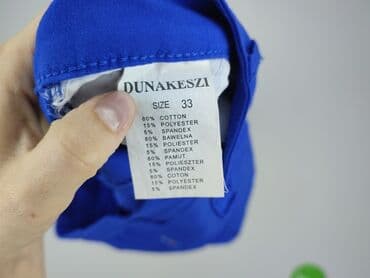 DUNAKESZI
SIZE 33
80% COTTON
15% POLYESTER
5% SPANDEX
80% BAWELNA
15% POLIESTER
5% SPANDEX
80% PAMUT
15% POLIESZTER
5% SPANDEX
80% COTON
15% POLYESTER
5% SPANDEX